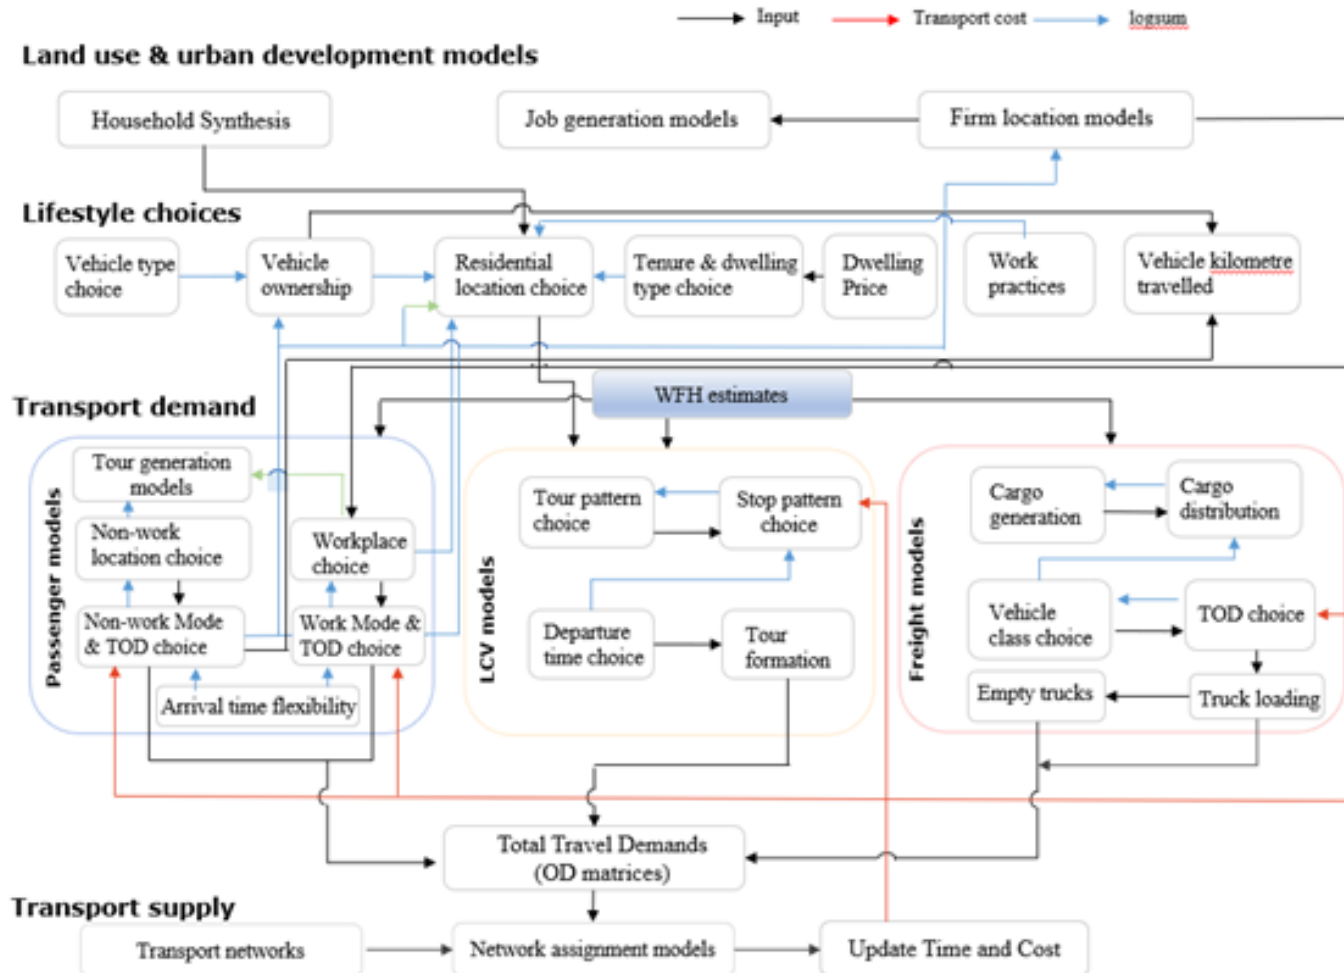 Input
Transport cost
logsum
Land use & urban development models
Household Synthesis
Job generation models
Firm location models
Lifestyle choices
Vehicle type
choice
Vehicle
ownership
Residential
location choice
Tenure & dwelling
type choice
Dwelling
Price
Work
practices
Vehicle kilometre
travelled
WFH estimates
Transport demand
Passenger models
Tour generation
models
Non-work
location choice
Workplace
choice
Non-work Mode
& TOD choice
Work Mode &
TOD choice
Arrival time flexibility
LCV models
Tour pattern
choice
Stop pattern
choice
Departure
time choice
Tour
formation
Freight models
Cargo
generation
Cargo
distribution
Vehicle
class choice
TOD choice
Empty trucks
Truck loading
Total Travel Demands
(OD matrices)
Transport supply
Transport networks
Network assignment models
Update Time and Cost